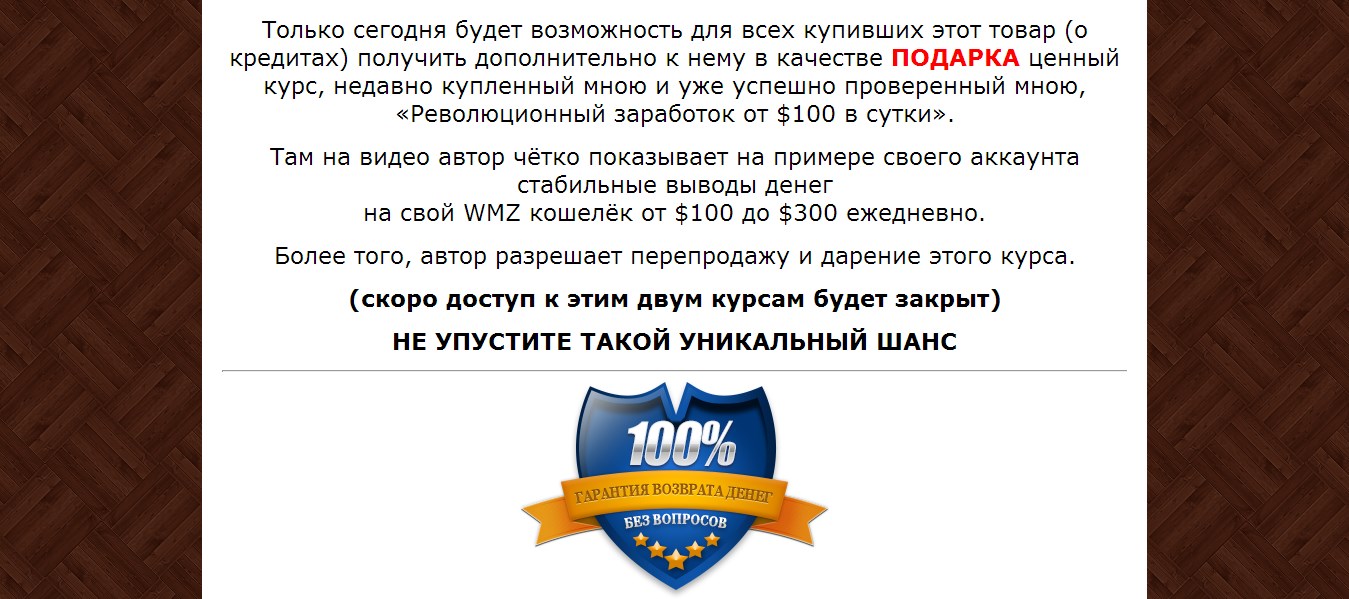 Только сегодня будет возможность для всех купивших этот товар (о
кредитах) получить дополнительно к нему в качестве ПОДАРКА ценный
курс, недавно купленный мною и уже успешно проверенный мною,
«Революционный заработок от $100 в сутки».
Там на видео автор чётко показывает на примере своего аккаунта
стабильные выводы денег
на свой WMZ кошелёк от $100 до $300 ежедневно.
Более того, автор разрешает перепродажу и дарение этого курса.
(скоро доступ к этим двум курсам будет закрыт)
НЕ УПУСТИТЕ ТАКОЙ УНИКАЛЬНЫЙ ШАНС
100%
ГАРАНТИЯ ВОЗВРАТА ДЕНЕГ
БЕЗ ВОПРОСОВ